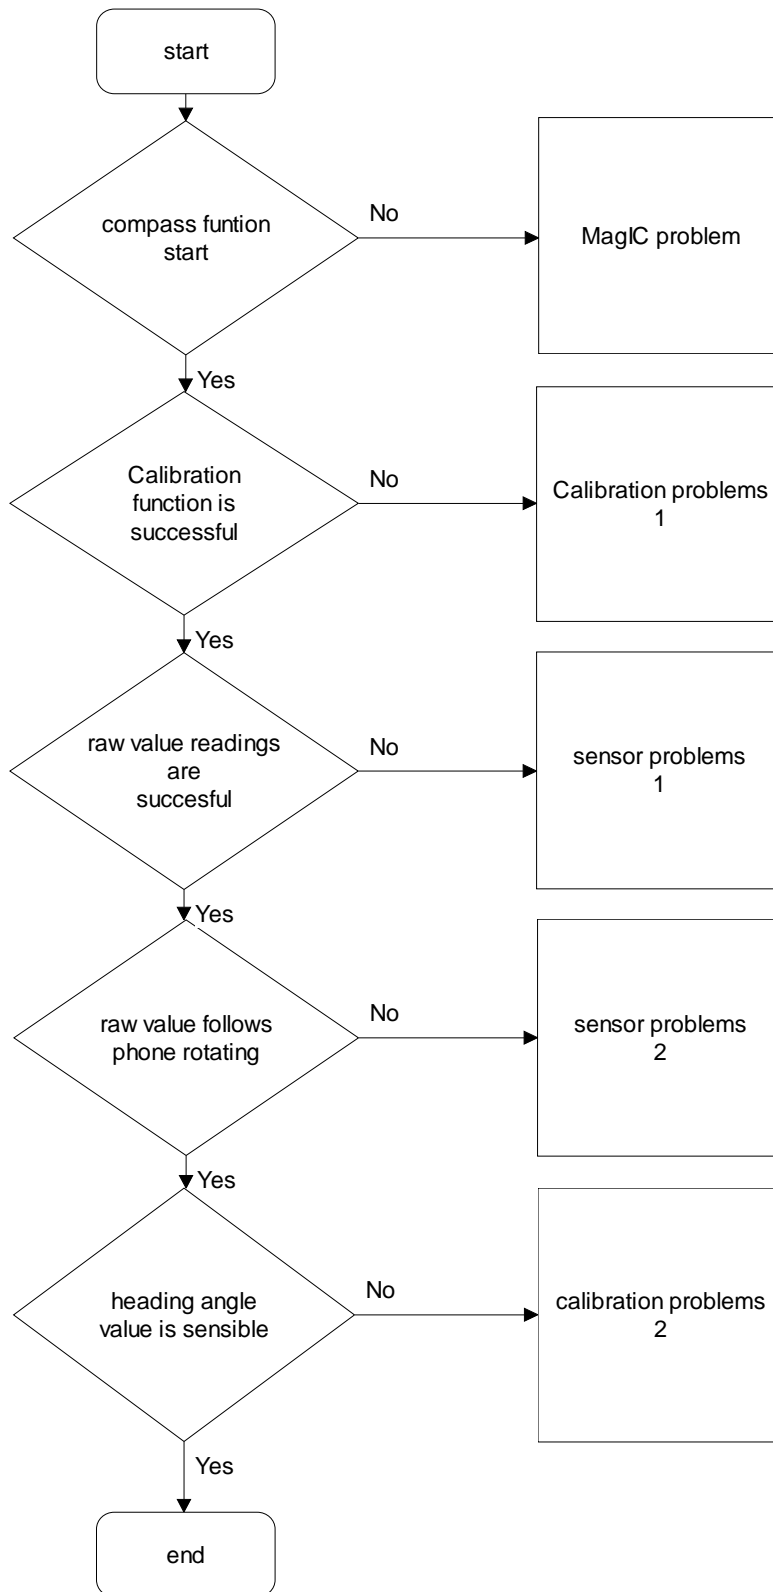 start
compass funtion
start
No
MagIC problem
Yes
Calibration
function is
successful
No
Calibration problems
1
Yes
raw value readings
are
succesful
No
sensor problems
1
Yes
raw value follows
phone rotating
No
sensor problems
2
Yes
heading angle
value is sensible
No
calibration problems
2
Yes
end